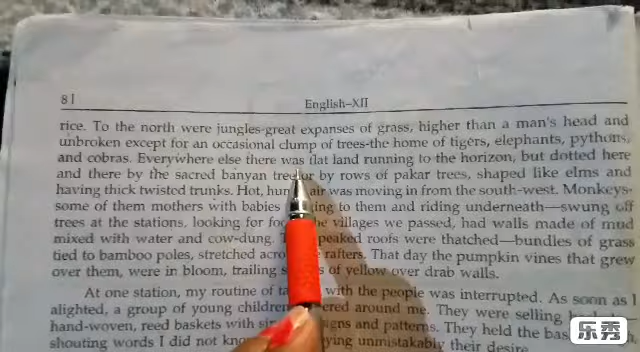 8 |
English–XII
rice. To the north were jungles-great expanses of grass, higher than a man's head and
unbroken except for an occasional clump of trees-the home of tigers, elephants, pythons,
and cobras. Everywhere else there was flat land running to the horizon, but dotted here
and there by the sacred banyan tree or by rows of pakar trees, shaped like elms and
having thick twisted trunks. Hot, air was moving in from the south-west. Monkeys-
some of them mothers with babies to them and riding underneath—swung off
trees at the stations, looking for villages we passed, had walls made of mud
mixed with water and cow-dung. peaked roofs were thatched—bundles of grass
tied to bamboo poles, stretched rafters. That day the pumpkin vines that grew
over them, were in bloom, trailing of yellow over drab walls.
At one station, my routine of with the people was interrupted. As soon as I
alighted, a group of young children around me. They were selling
hand-woven, reed baskets with and patterns. They held the
shouting words I did not unmistakably their desire
乐秀